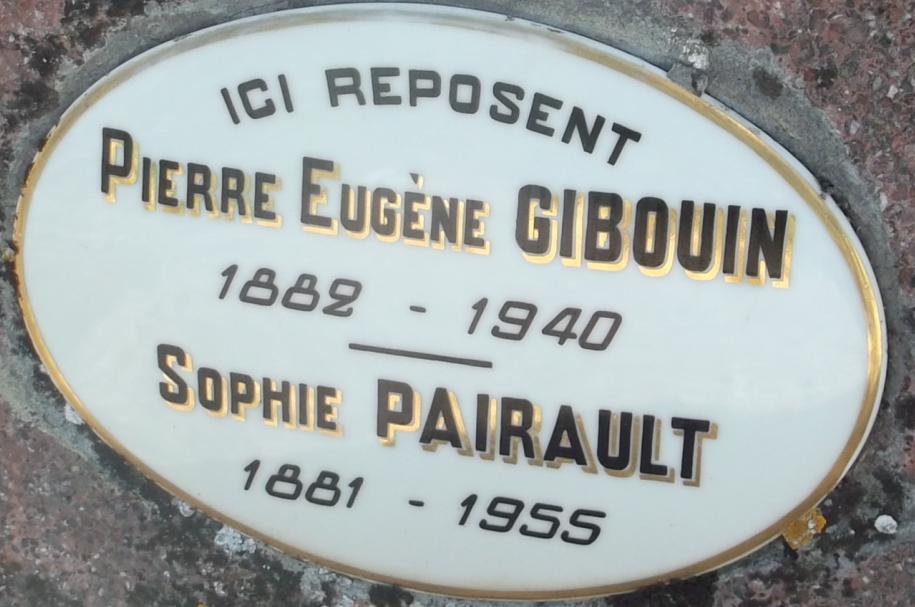 ICI REPOSENT
PIERRE EUGÈNE GIBOUIN
1882 - 1940
SOPHIE PAIRAULT
1881 - 1955